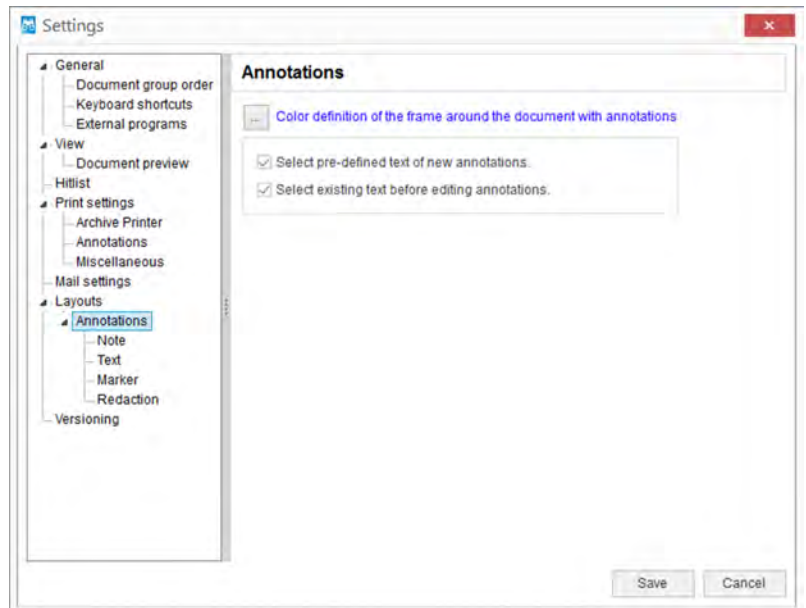 Settings
General
Document group order
Keyboard shortcuts
External programs
View
Document preview
Hitlist
Print settings
Archive Printer
Annotations
Miscellaneous
Mail settings
Layouts
Annotations
Note
Text
Marker
Redaction
Versioning
Annotations
... Color definition of the frame around the document with annotations
Select pre-defined text of new annotations.
Select existing text before editing annotations.
Save Cancel